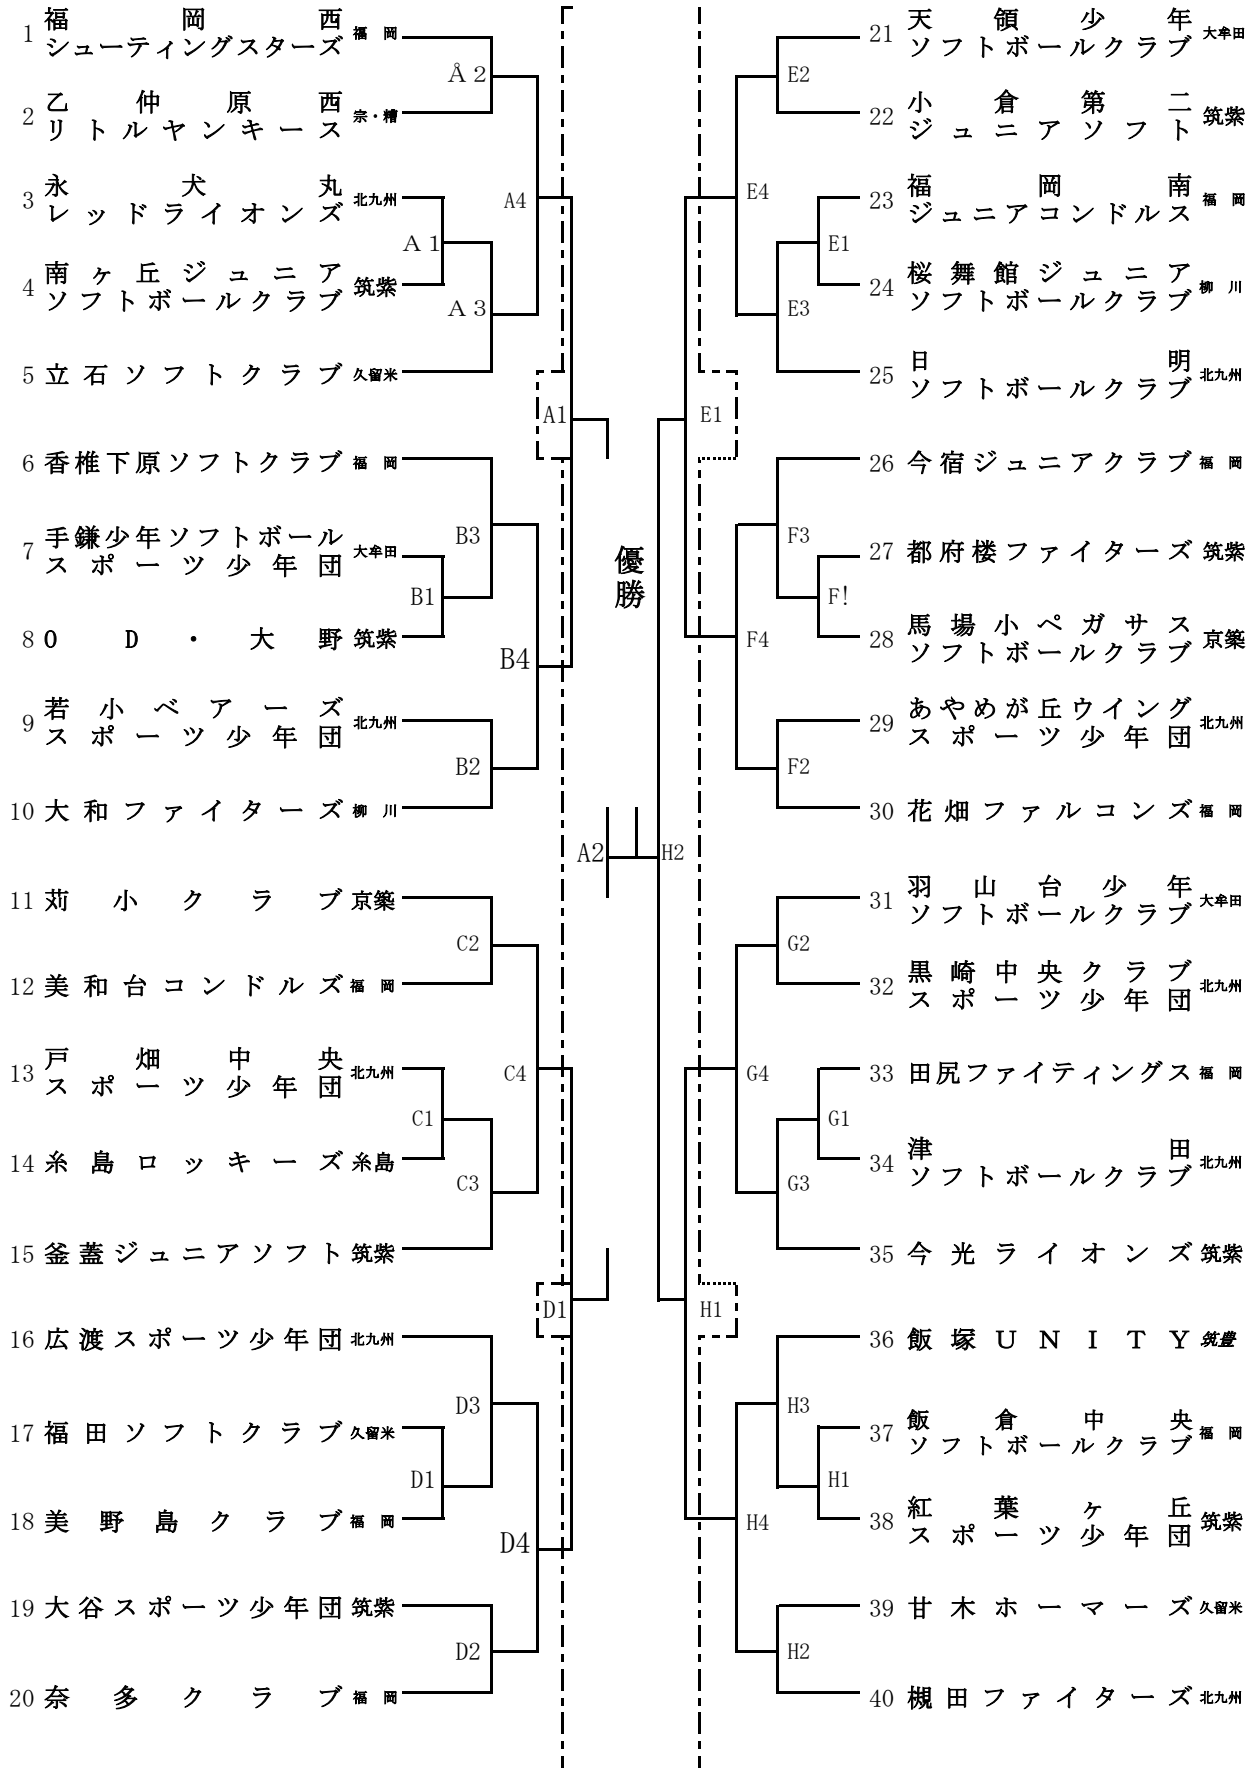 福岡西
1 シューティングスターズ 福岡
Å２
乙仲原西
2 リトルヤンキース 宗・糟
永犬丸
3 レッドライオンズ 北九州
A4
Ａ１
南ヶ丘ジュニア
4 ソフトボールクラブ 筑紫
Ａ３
5 立石ソフトクラブ 久留米
A1
6 香椎下原ソフトクラブ 福岡
B3
手鎌少年ソフトボール
7 スポーツ少年団 大牟田
B1
8 O D ・ 大 野 筑紫
B4
若小ベアーズ
9 スポーツ少年団 北九州
B2
10 大和ファイターズ 柳川
11 苅小クラブ 京築
C2
12 美和台コンドルズ 福岡
戸畑中央
13 スポーツ少年団 北九州
C4
C1
14 糸島ロッキーズ 糸島
C3
15 釜蓋ジュニアソフト 筑紫
D1
16 広渡スポーツ少年団 北九州
D3
17 福田ソフトクラブ 久留米
D1
18 美野島クラブ 福岡
D4
19 大谷スポーツ少年団 筑紫
D2
20 奈多クラブ 福岡
優勝
A2
H2
天領少年
21 ソフトボールクラブ 大牟田
E2
小倉第二
22 ジュニアソフト 筑紫
E4
福岡南
23 ジュニアコンドルス 福岡
E1
桜舞館ジュニア
24 ソフトボールクラブ 柳川
E3
日明
25 ソフトボールクラブ 北九州
E1
26 今宿ジュニアクラブ 福岡
F3
27 都府楼ファイターズ 筑紫
F!
馬場小ペガサス
28 ソフトボールクラブ 京築
F4
あやめが丘ウイング
29 スポーツ少年団 北九州
F2
30 花畑ファルコンズ 福岡
羽山台少年
31 ソフトボールクラブ 大牟田
G2
黒崎中央クラブ
32 スポーツ少年団 北九州
G4
33 田尻ファイティングス 福岡
G1
津田
34 ソフトボールクラブ 北九州
G3
35 今光ライオンズ 筑紫
H1
36 飯塚ＵＮＩＴＹ 筑豊
H3
飯倉中央
37 ソフトボールクラブ 福岡
H1
紅葉ヶ丘
38 スポーツ少年団 筑紫
H4
39 甘木ホーマーズ 久留米
H2
40 槻田ファイターズ 北九州